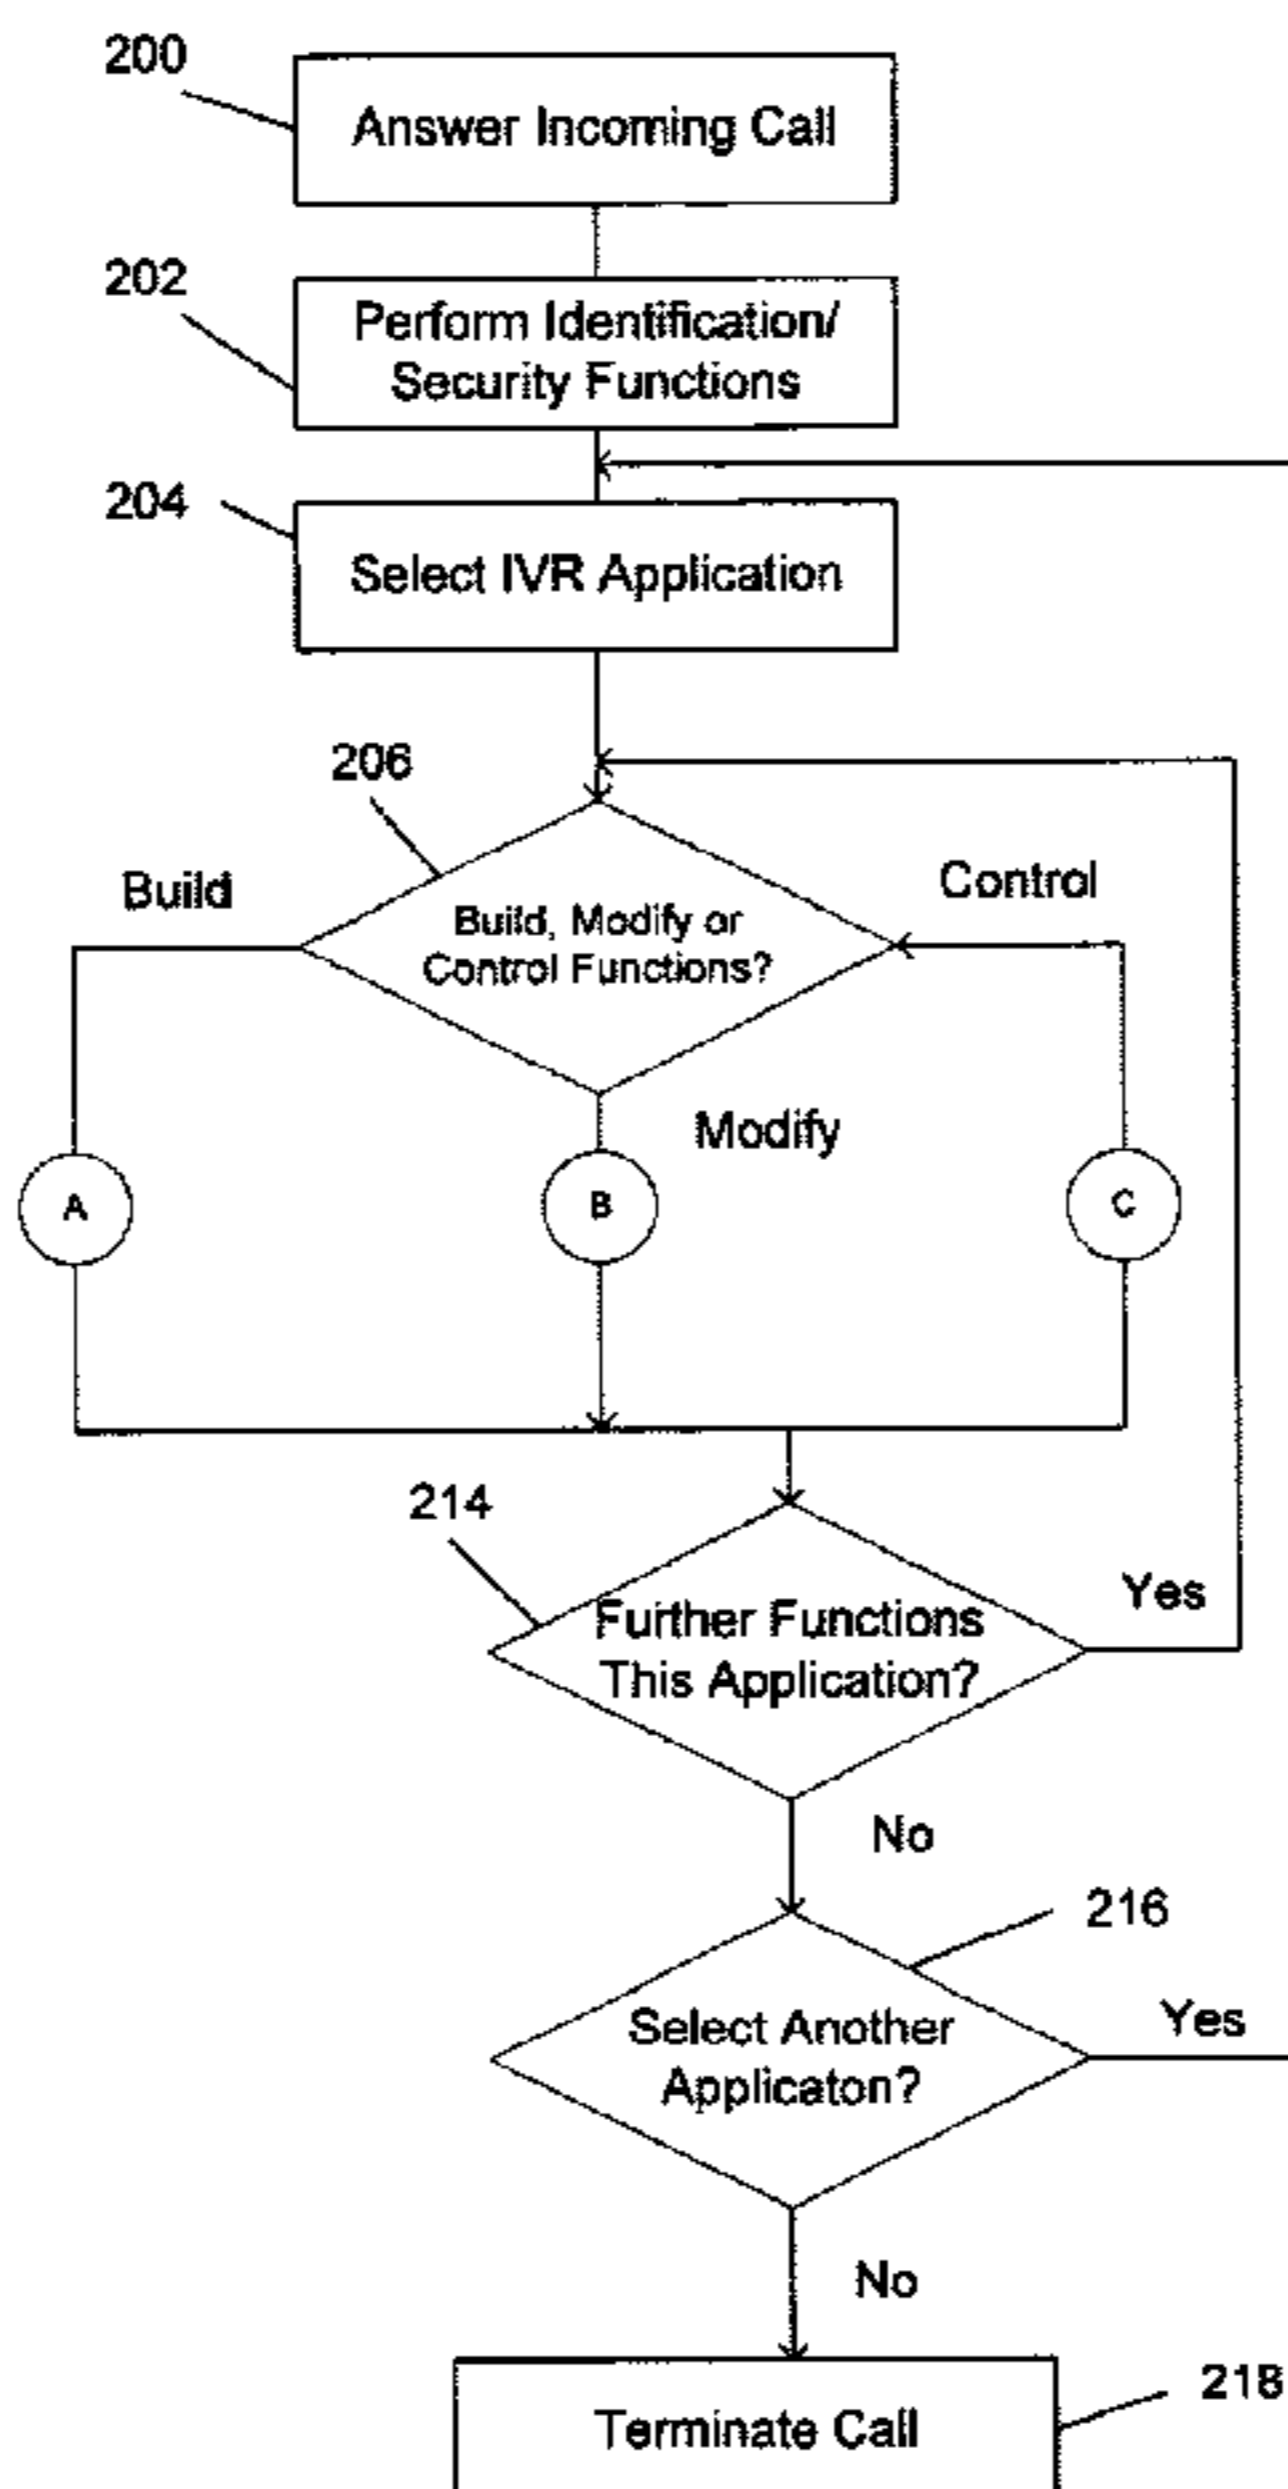 200
Answer Incoming Call
202
Perform Identification/
Security Functions
204
Select IVR Application
206
Build
Control
Build, Modify or
Control Functions?
Modify
A
B
C
214
Further Functions
This Application?
Yes
No
216
Select Another
Applicaton?
Yes
No
218
Terminate Call